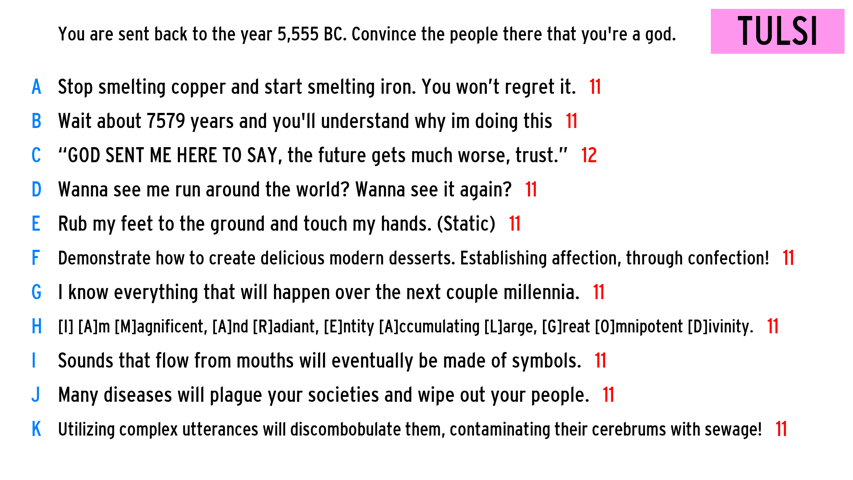 You are sent back to the year 5,555 BC. Convince the people there that you're a god.
TULSI
A Stop smelting copper and start smelting iron. You won’t regret it. 11
B Wait about 7579 years and you'll understand why im doing this 11
C “GOD SENT ME HERE TO SAY, the future gets much worse, trust.” 12
D Wanna see me run around the world? Wanna see it again? 11
E Rub my feet to the ground and touch my hands. (Static) 11
F Demonstrate how to create delicious modern desserts. Establishing affection, through confection! 11
G I know everything that will happen over the next couple millennia. 11
H [I] [A]m [M]agnificent, [A]nd [R]adiant, [E]ntity [A]ccumulating [L]arge, [G]reat [O]mnipotent [D]ivinity. 11
I Sounds that flow from mouths will eventually be made of symbols. 11
J Many diseases will plague your societies and wipe out your people. 11
K Utilizing complex utterances will discombobulate them, contaminating their cerebrums with sewage! 11